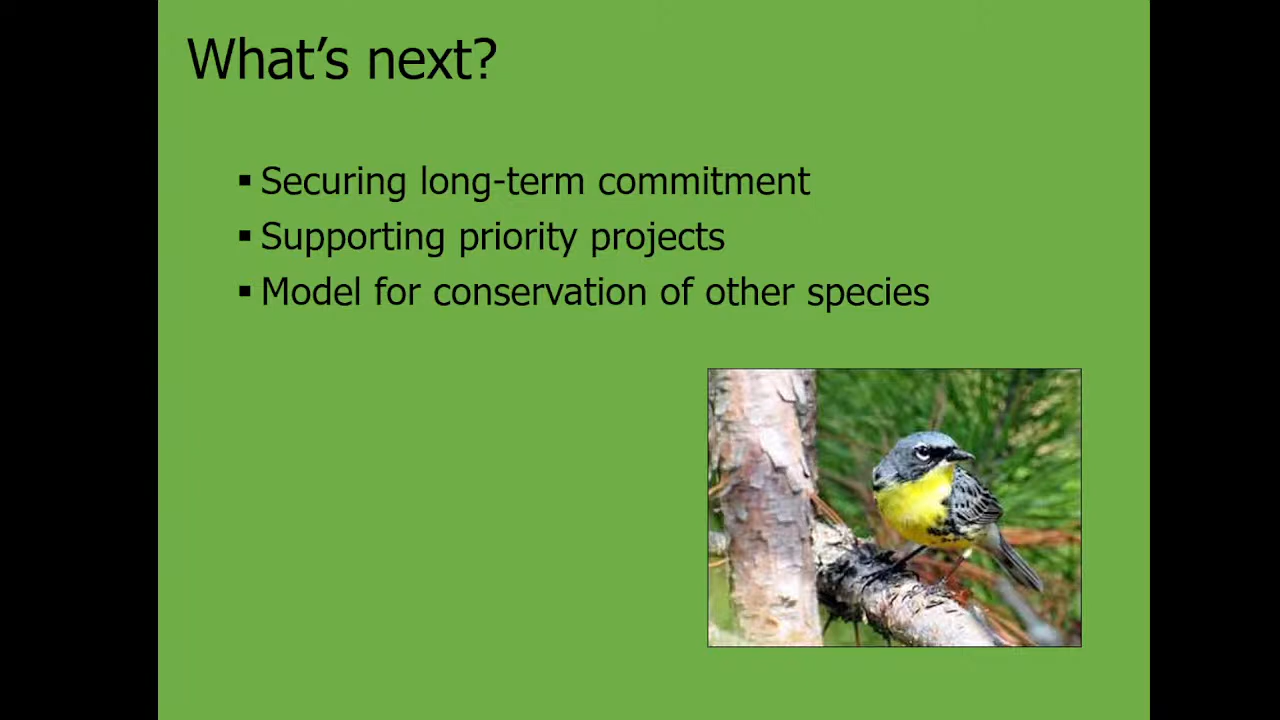 What’s next?
▪ Securing long-term commitment
▪ Supporting priority projects
▪ Model for conservation of other species